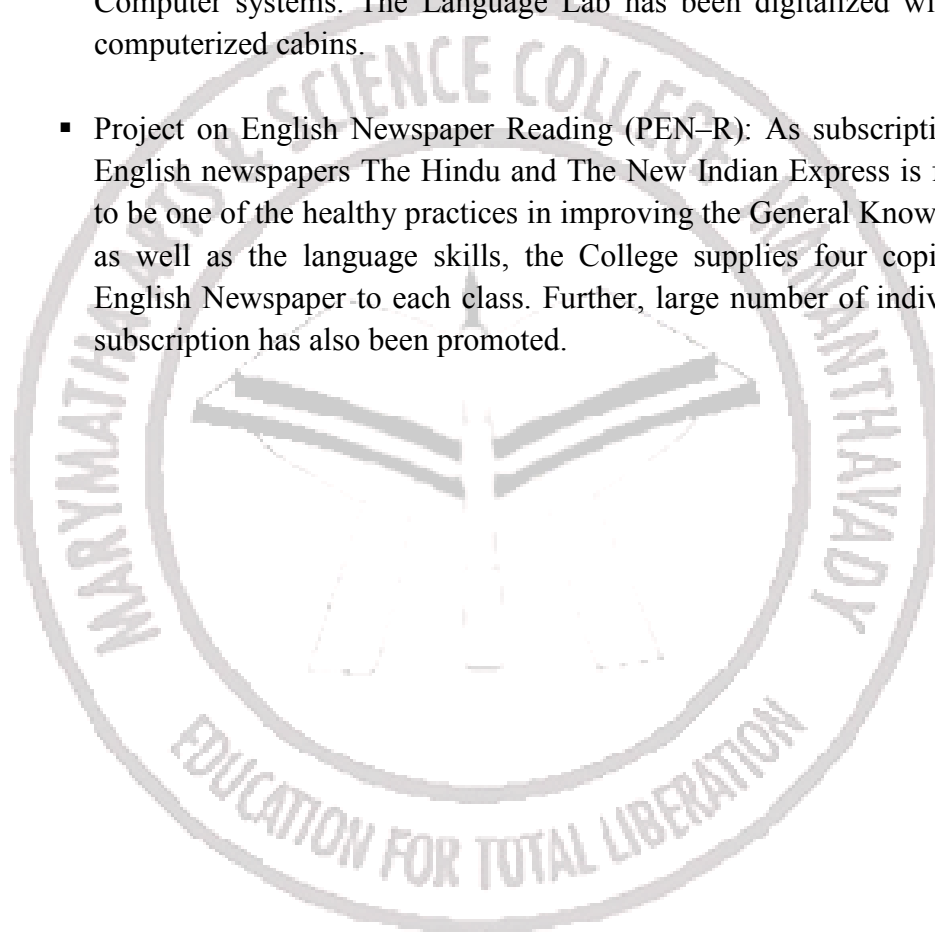 Computer systems. The Language Lab has been digitalized wi
computerized cabins.
▪ Project on English Newspaper Reading (PEN–R): As subscripti
English newspapers The Hindu and The New Indian Express is
to be one of the healthy practices in improving the General Know
as well as the language skills, the College supplies four copi
English Newspaper to each class. Further, large number of indiv
subscription has also been promoted.
MARYMATHA ARTS & SCIENCE COLLEGE MANANTHAVADY
EDUCATION FOR TOTAL LIBERATION